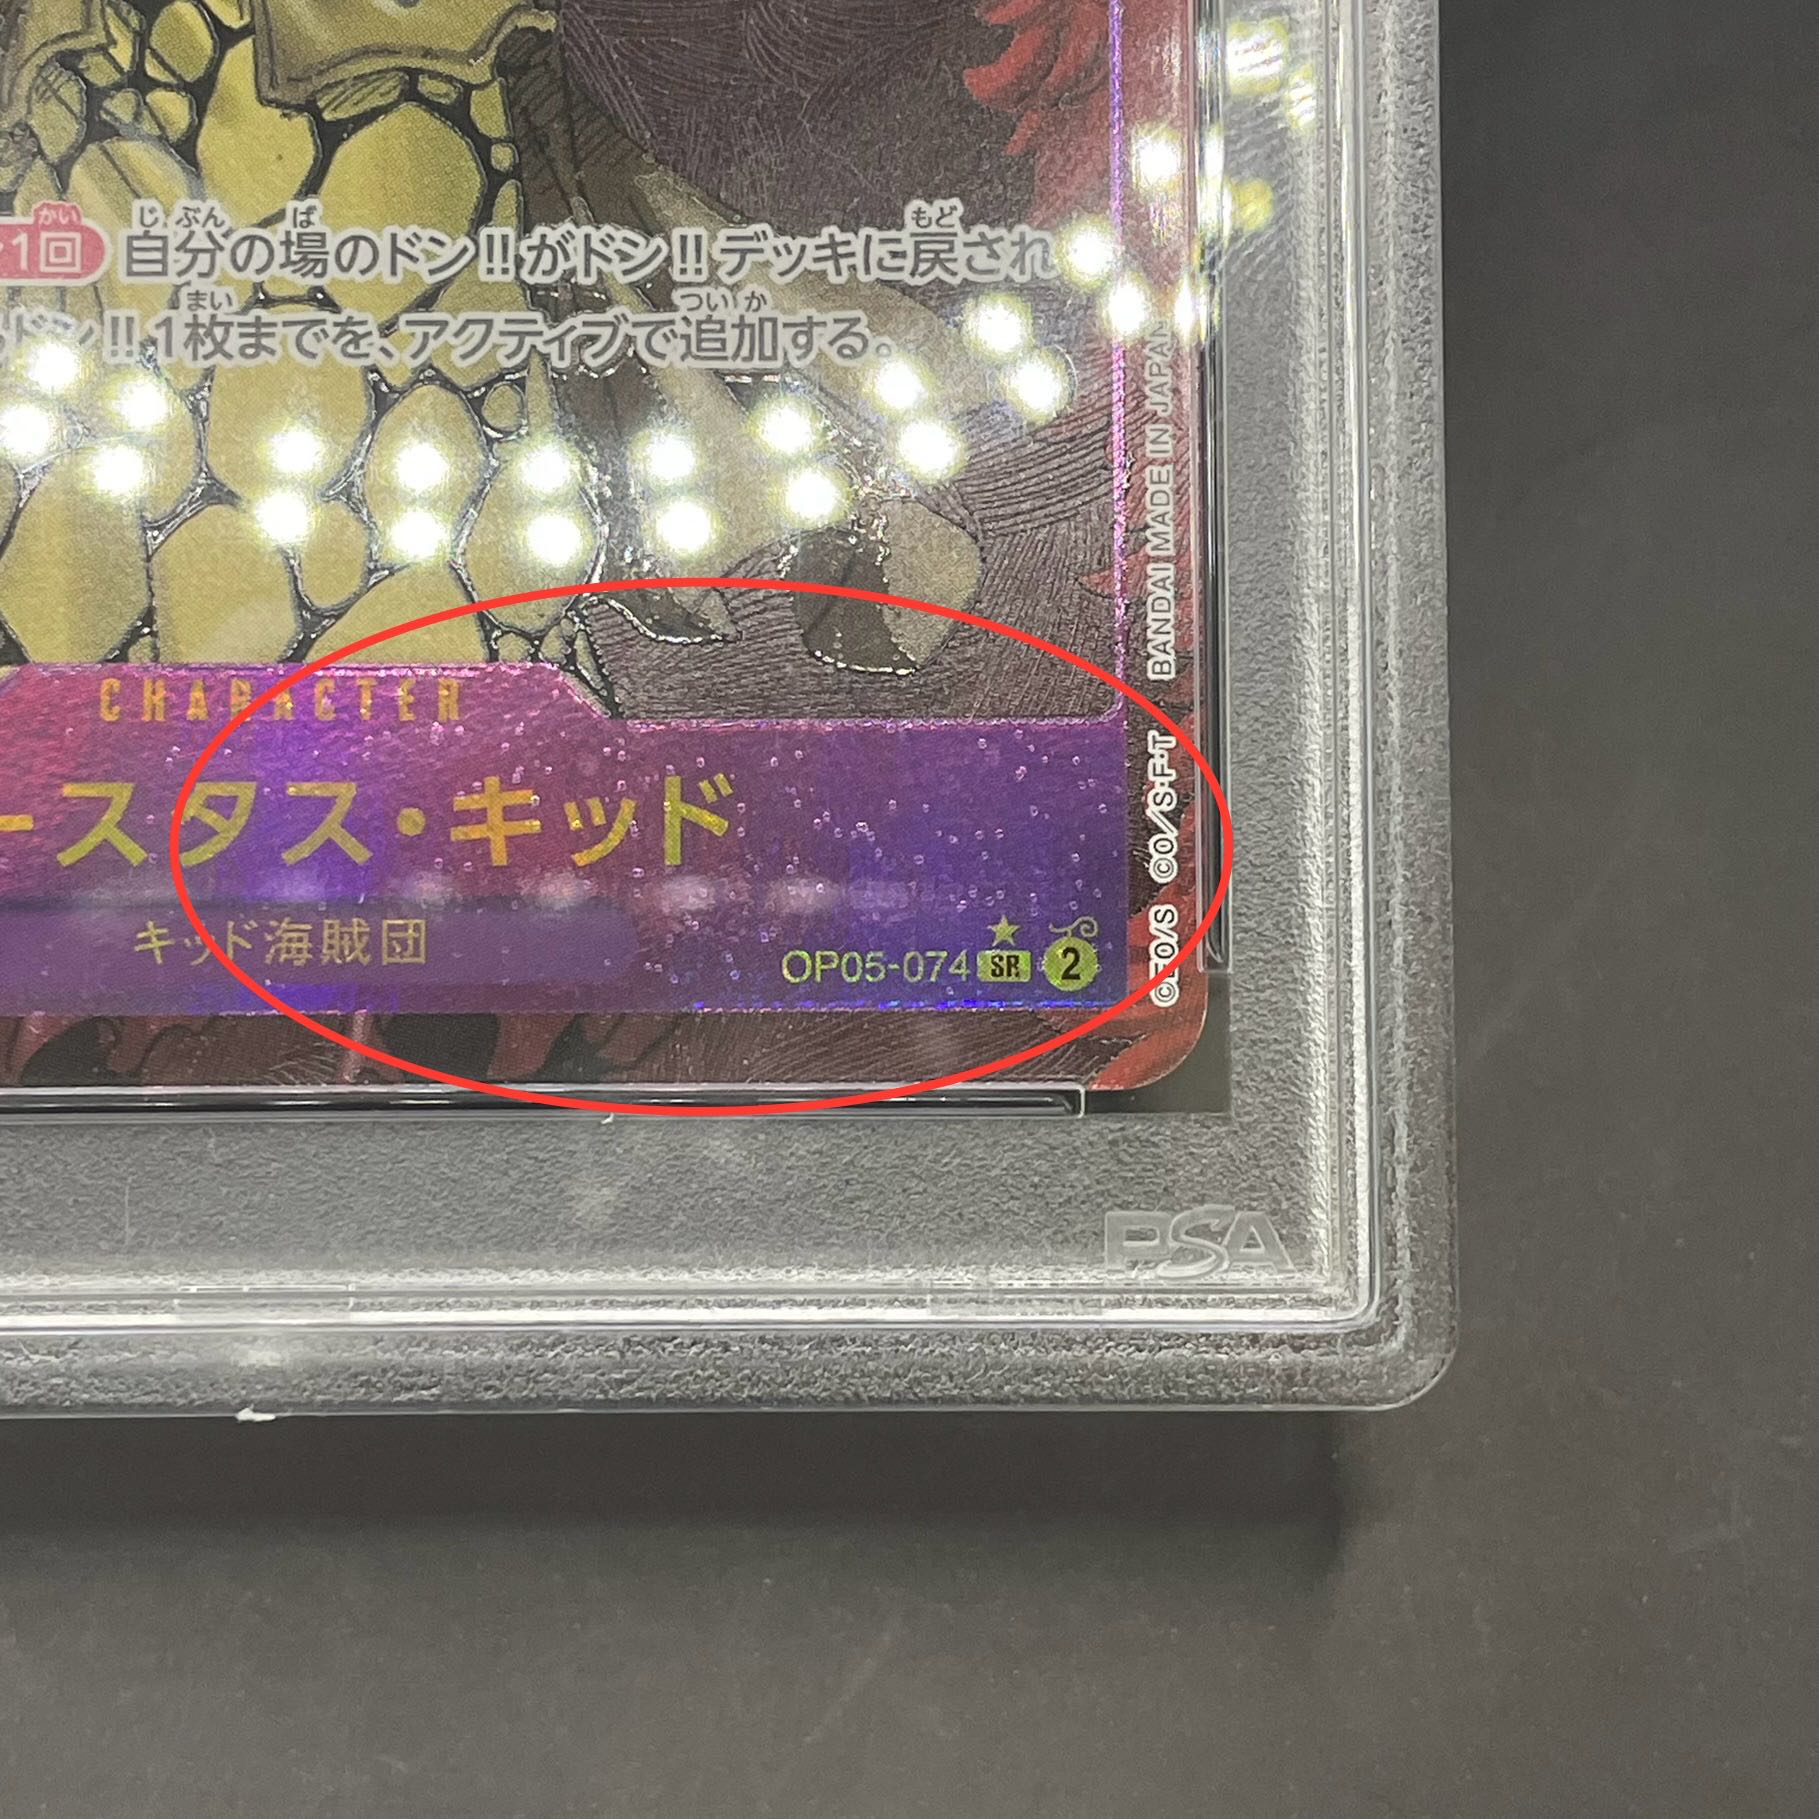 1回 自分の場のドン!!がドン!!デッキに戻され
ドン!!1枚までを、アクティブで追加する。
CHARACTER
ースタス・キッド
キッド海賊団
OP05-074 SR 2
©EO/S ©O/S・F・T BANDAI MADE IN JAPAN
PSA